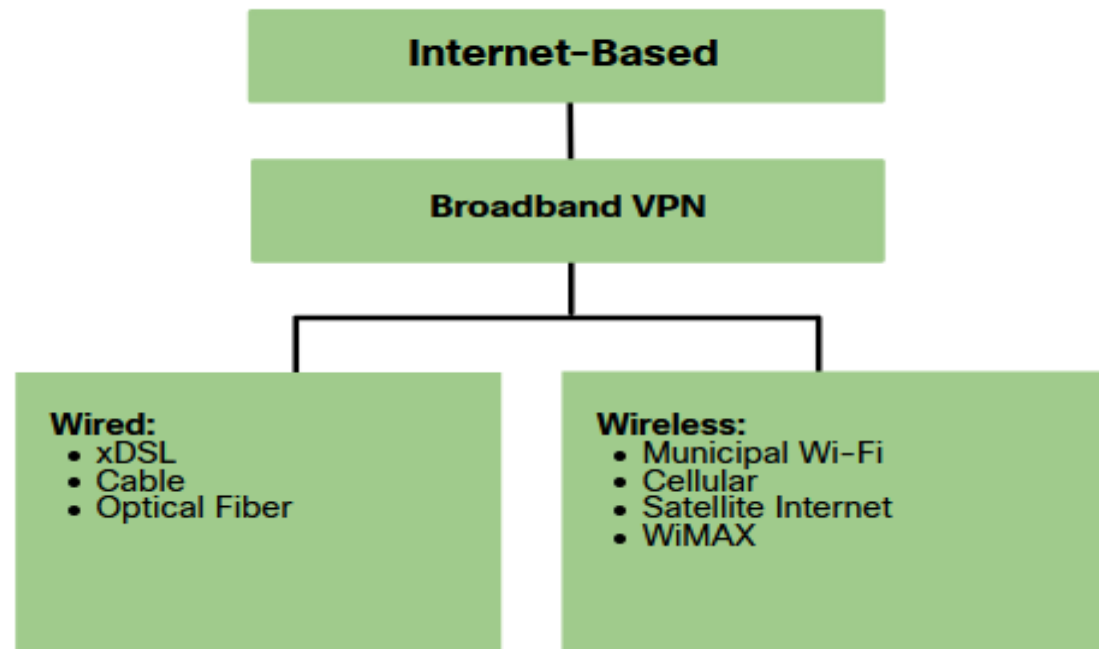 Internet-Based
Broadband VPN
Wired:
• xDSL
• Cable
• Optical Fiber
Wireless:
• Municipal Wi-Fi
• Cellular
• Satellite Internet
• WiMAX